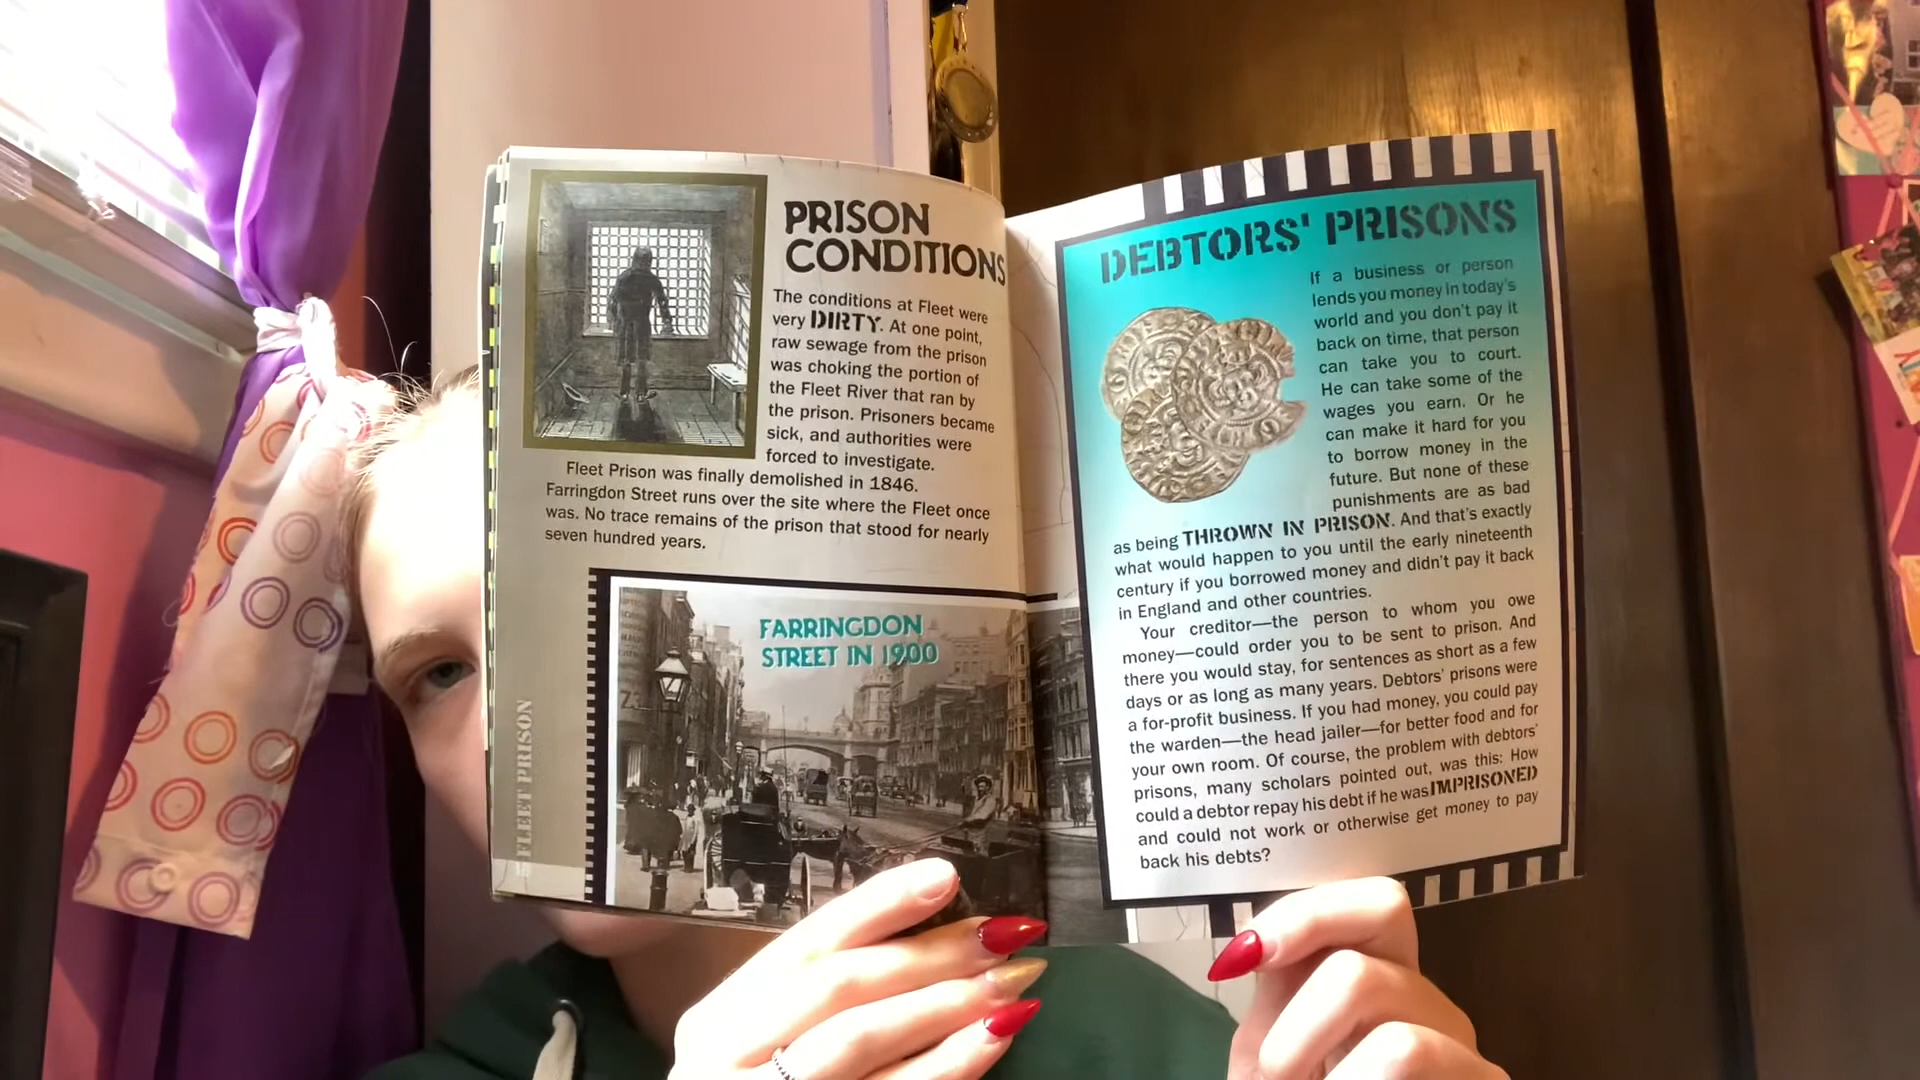 PRISON
CONDITIONS
The conditions at Fleet were
very DIRTY. At one point,
raw sewage from the prison
was choking the portion of
the Fleet River that ran by
the prison. Prisoners became
sick, and authorities were
forced to investigate.
Fleet Prison was finally demolished in 1846.
Farringdon Street runs over the site where the Fleet once
was. No trace remains of the prison that stood for nearly
seven hundred years.
FARRINGDON
STREET IN 1900
FLEET PRISON
DEBTORS' PRISONS
If a business or person
lends you money in today's
world and you don't pay it
back on time, that person
can take you to court.
He can take some of the
wages you earn. Or he
can make it hard for you
to borrow money in the
future. But none of these
punishments are as bad
as being THROWN IN PRISON. And that's exactly
what would happen to you until the early nineteenth
century if you borrowed money and didn't pay it back
in England and other countries.
Your creditor—the person to whom you owe
money—could order you to be sent to prison. And
there you would stay, for sentences as short as a few
days or as long as many years. Debtors' prisons were
a for-profit business. If you had money, you could pay
the warden—the head jailer—for better food and for
your own room. Of course, the problem with debtors'
prisons, many scholars pointed out, was this: How
could a debtor repay his debt if he was IMPRISONED
and could not work or otherwise get money to pay
back his debts?